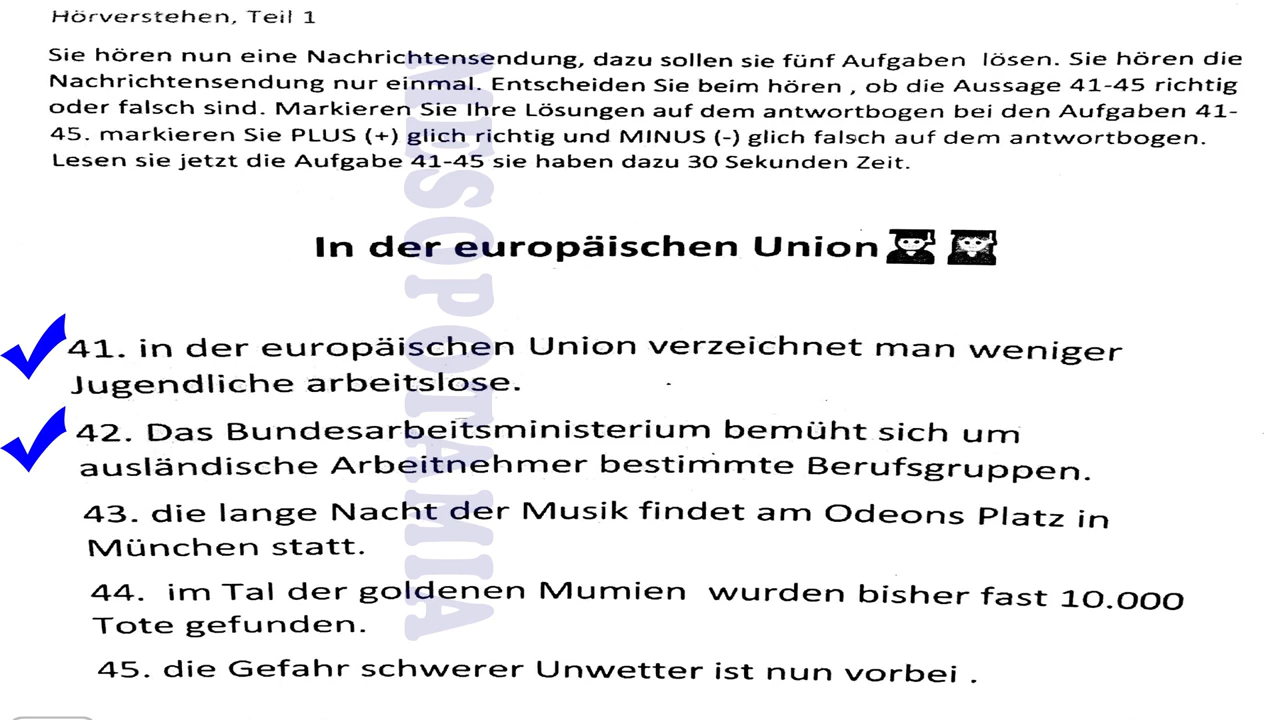 Hörverstehen, Teil 1
Sie hören nun eine Nachrichtensendung, dazu sollen sie fünf Aufgaben lösen. Sie hören die
Nachrichtensendung nur einmal. Entscheiden Sie beim hören , ob die Aussage 41-45 richtig
oder falsch sind. Markieren Sie Ihre Lösungen auf dem antwortbogen bei den Aufgaben 41-
45. markieren Sie PLUS (+) glich richtig und MINUS (-) glich falsch auf dem antwortbogen.
Lesen sie jetzt die Aufgabe 41-45 sie haben dazu 30 Sekunden Zeit.
In der europäischen Union
41. in der europäischen Union verzeichnet man weniger
Jugendliche arbeitslose.
42. Das Bundesarbeitsministerium bemüht sich um
ausländische Arbeitnehmer bestimmte Berufsgruppen.
43. die lange Nacht der Musik findet am Odeons Platz in
München statt.
44. im Tal der goldenen Mumien wurden bisher fast 10.000
Tote gefunden.
45. die Gefahr schwerer Unwetter ist nun vorbei .
MESOPOTAMIA